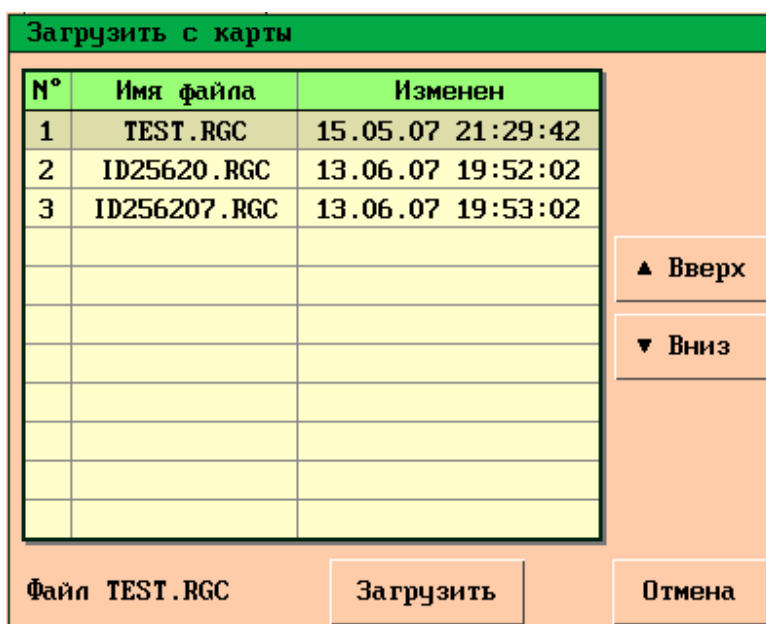 Загрузить с карты
N° Имя файла Изменен
1 TEST.RGC 15.05.07 21:29:42
2 ID25620.RGC 13.06.07 19:52:02
3 ID256207.RGC 13.06.07 19:53:02
▲ Вверх
▼ Вниз
Файл TEST.RGC Загрузить Отмена